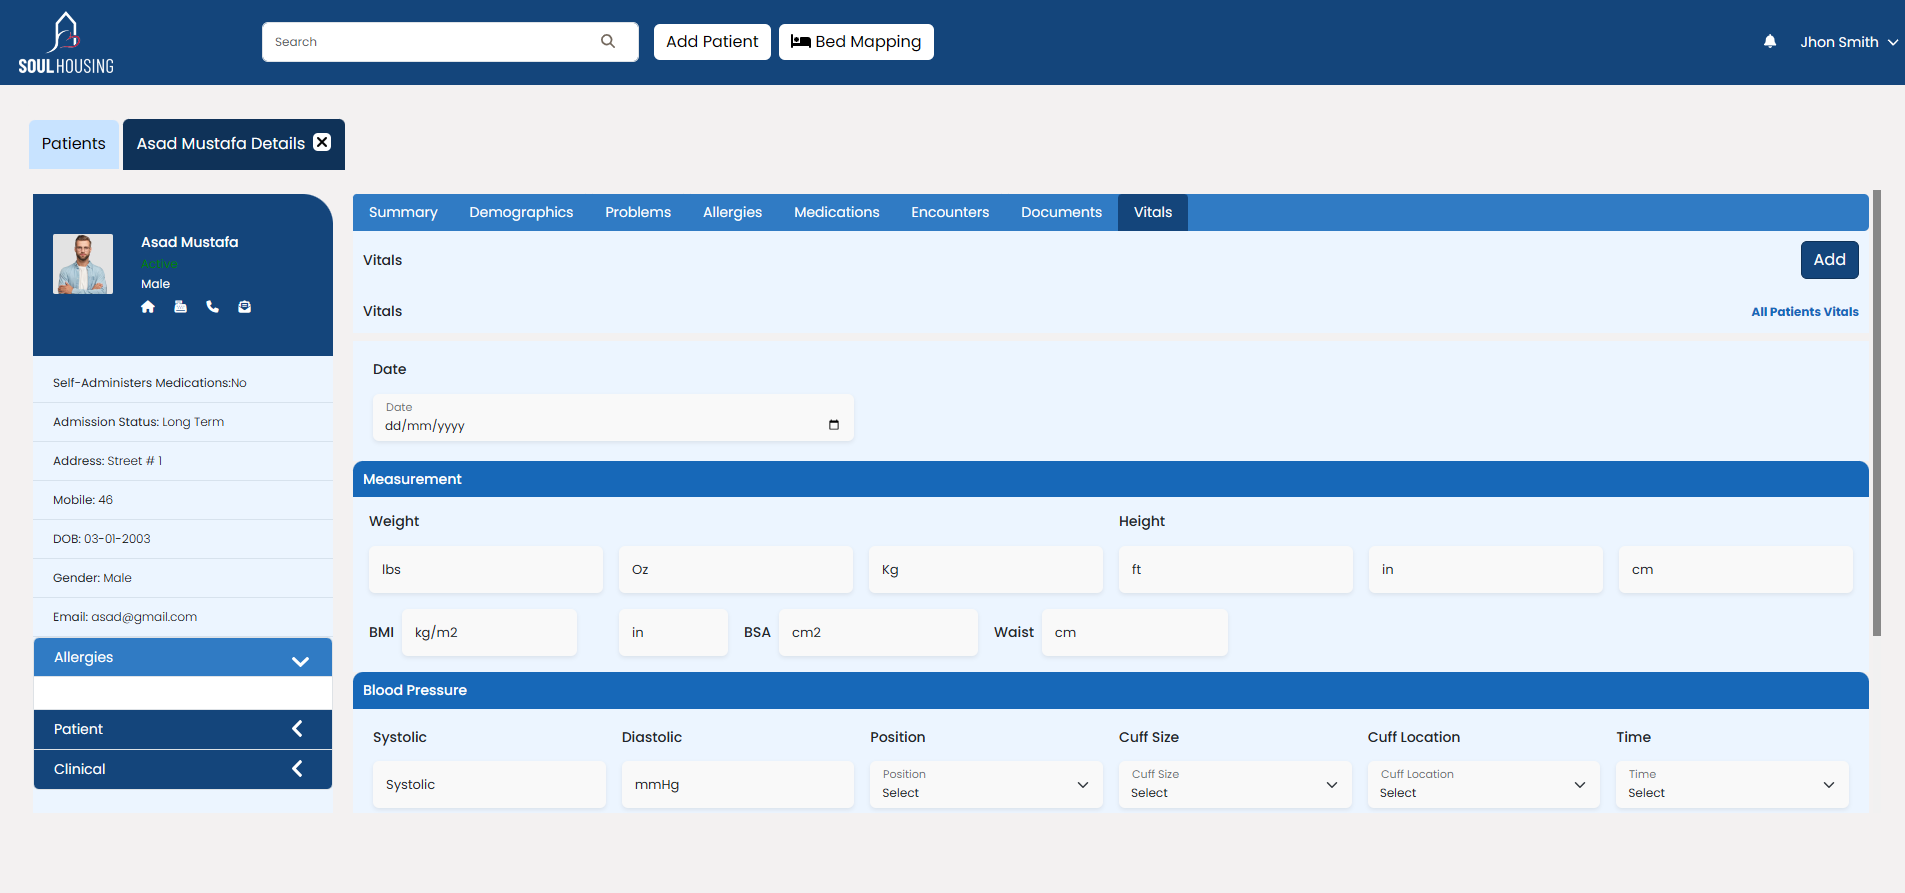 SOUL HOUSING
Search
Add Patient
Bed Mapping
Jhon Smith
Patients
Asad Mustafa Details
Asad Mustafa
Active
Male
Self-Administers Medications:No
Admission Status: Long Term
Address: Street # 1
Mobile: 46
DOB: 03-01-2003
Gender: Male
Email: asad@gmail.com
Allergies
Patient
Clinical
Summary Demographics Problems Allergies Medications Encounters Documents Vitals
Vitals
Add
Vitals
All Patients Vitals
Date
Date
dd/mm/yyyy
Measurement
Weight Height
lbs Oz Kg ft in cm
BMI kg/m2 in BSA cm2 Waist cm
Blood Pressure
Systolic Diastolic Position Cuff Size Cuff Location Time
Systolic mmHg
Position Cuff Size Cuff Location Time
Select Select Select Select